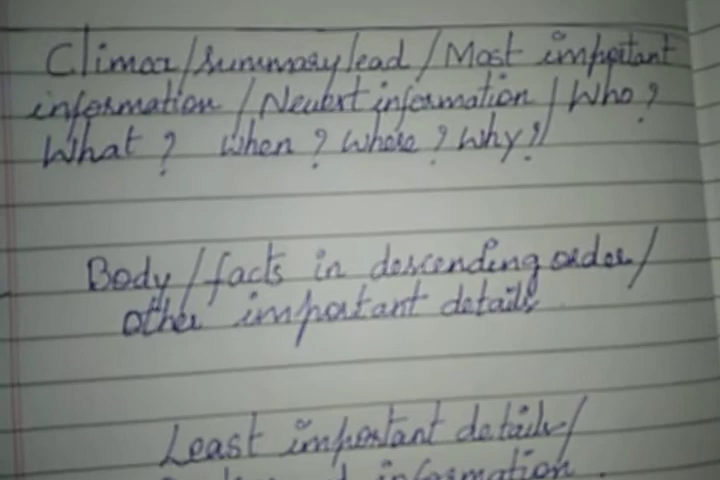 Climax/summary lead / Most important
information / Newest information / Who?
What? When? Where? Why?/
Body/facts in descending order/
other important details
Least important details/
information.